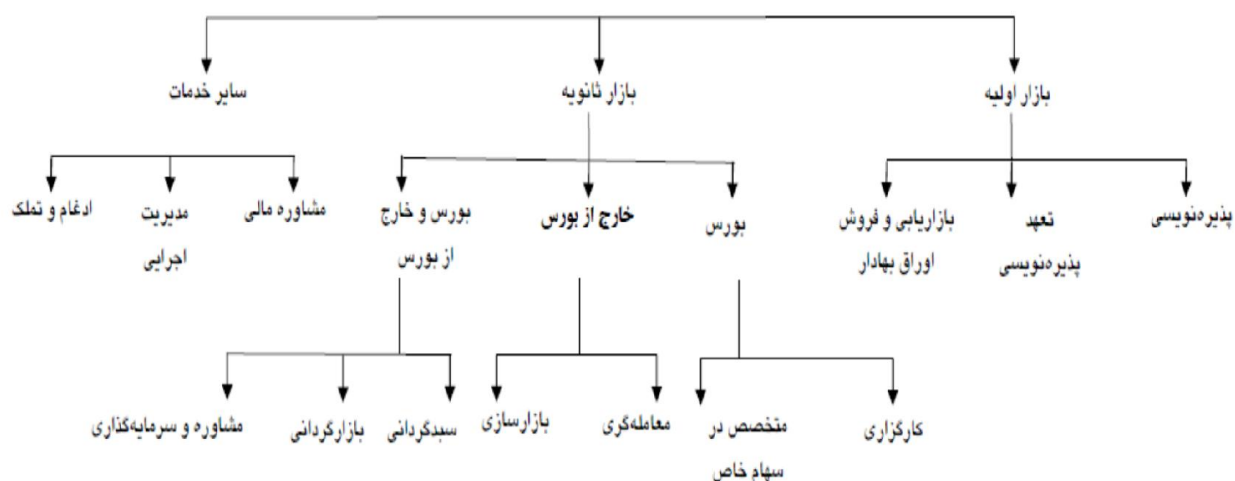 بازار اولیه
بازار ثانویه
سایر خدمات
پذیره‌نویسی
تعهد
پذیره‌نویسی
بازاریابی و فروش
اوراق بهادار
بورس
خارج از بورس
بورس و خارج
از بورس
مشاوره مالی
مدیریت
اجرایی
ادغام و تملک
کارگزاری
متخصص در
سهام خاص
معامله‌گری
بازارسازی
سبدگردانی
بازارگردانی
مشاوره و سرمایه‌گذاری